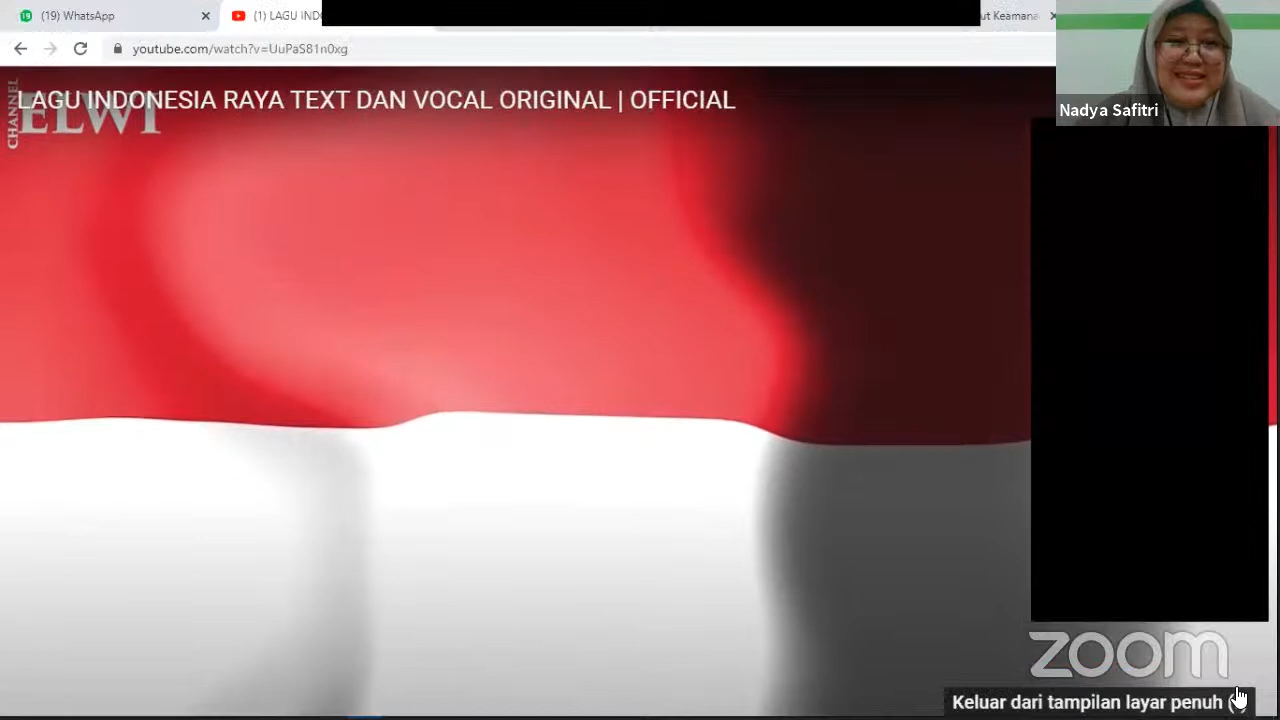 (19) WhatsApp
(1) LAGU INDO
ut Keamana
youtube.com/watch?v=UuPaS81n0xg
LAGU INDONESIA RAYA TEXT DAN VOCAL ORIGINAL | OFFICIAL
CHANNEL
ELWI
Nadya Safitri
zoom
Keluar dari tampilan layar penuh (